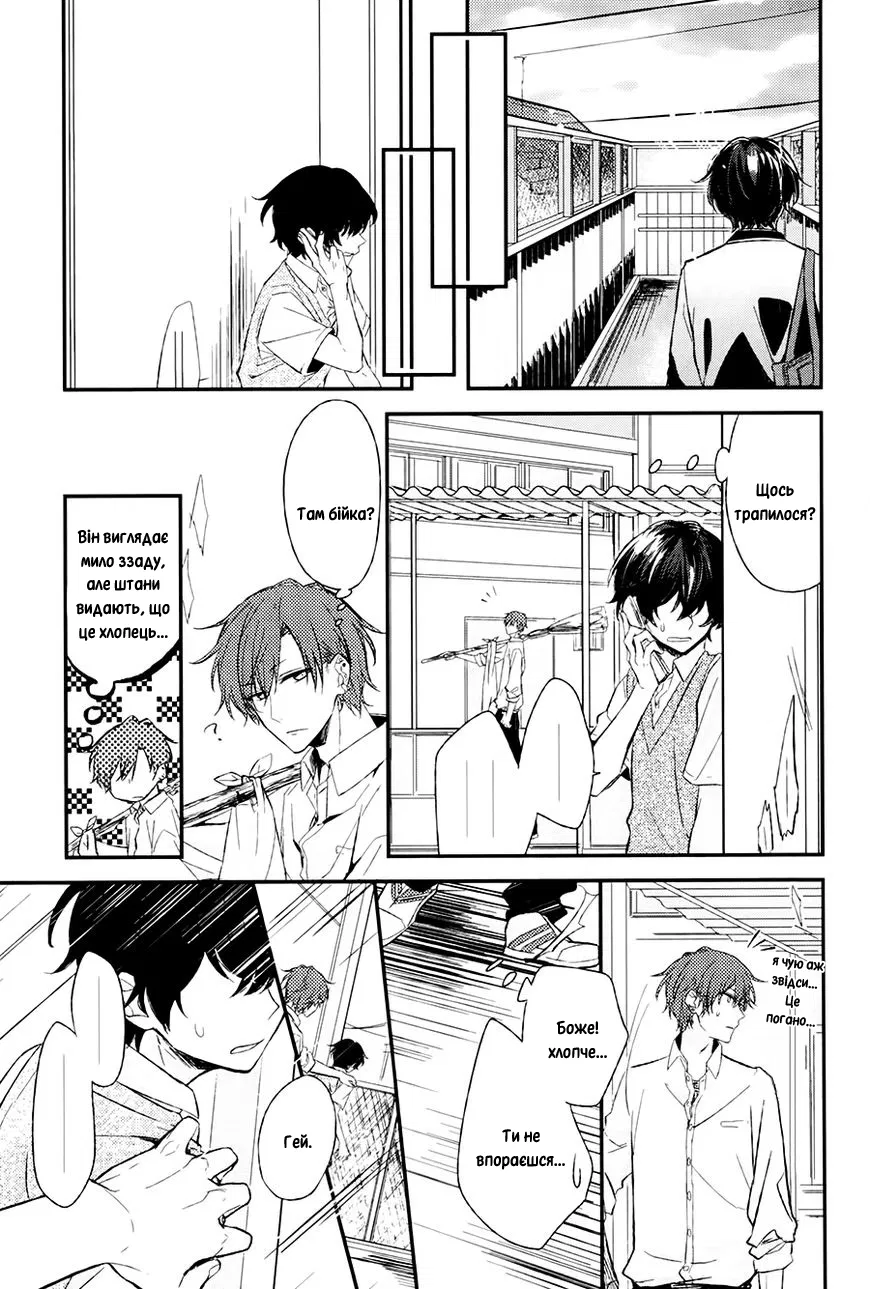 Щось
трапилося?
Там бійка?
Він виглядає
мило ззаду,
але штани
видають, що
це хлопець...
я чую аж
звідси...
Це
погано...
Боже!
хлопче...
Ти не
впораєшся...
Гей.